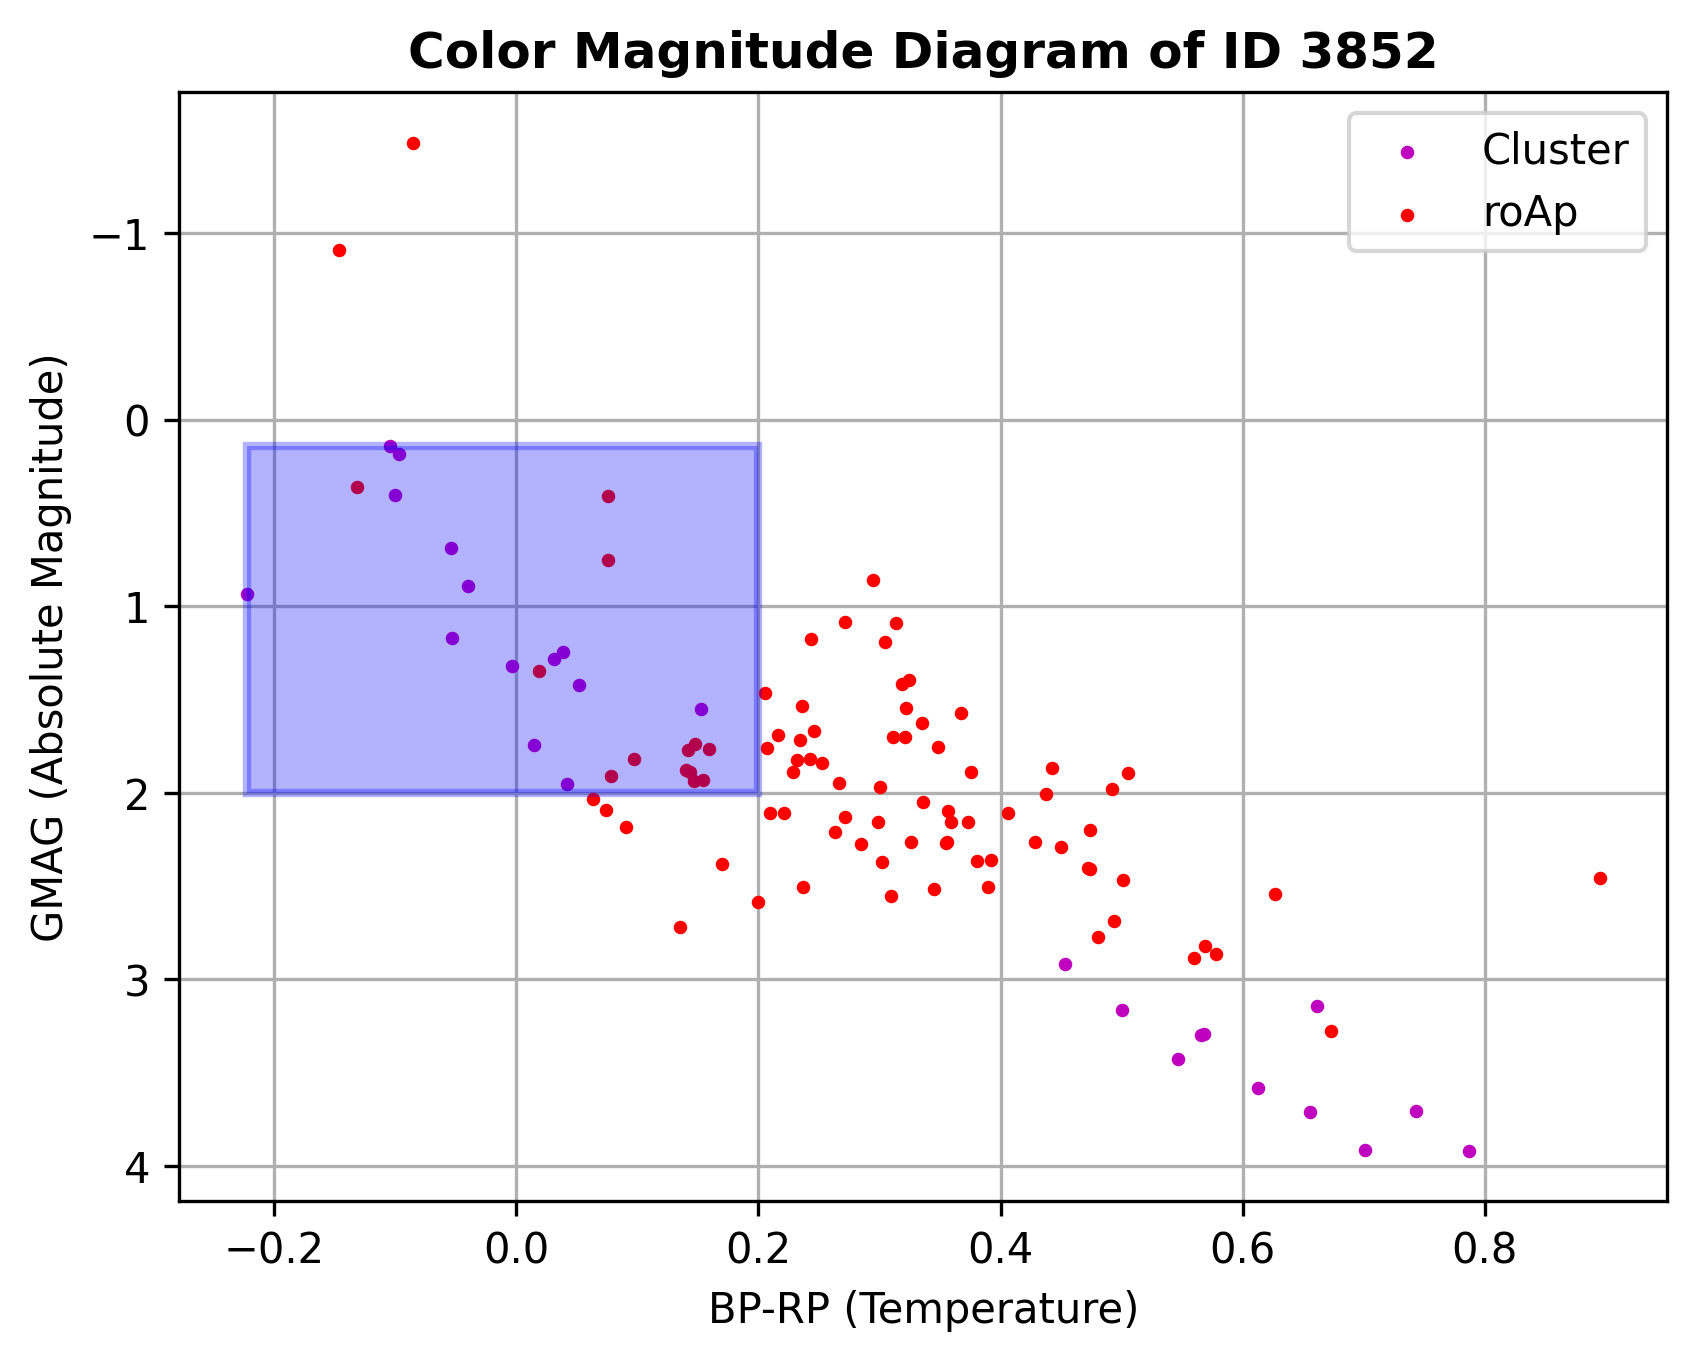 Color Magnitude Diagram of ID 3852
Cluster
roAp
GMAG (Absolute Magnitude)
−1
0
1
2
3
4
−0.2 0.0 0.2 0.4 0.6 0.8
BP-RP (Temperature)